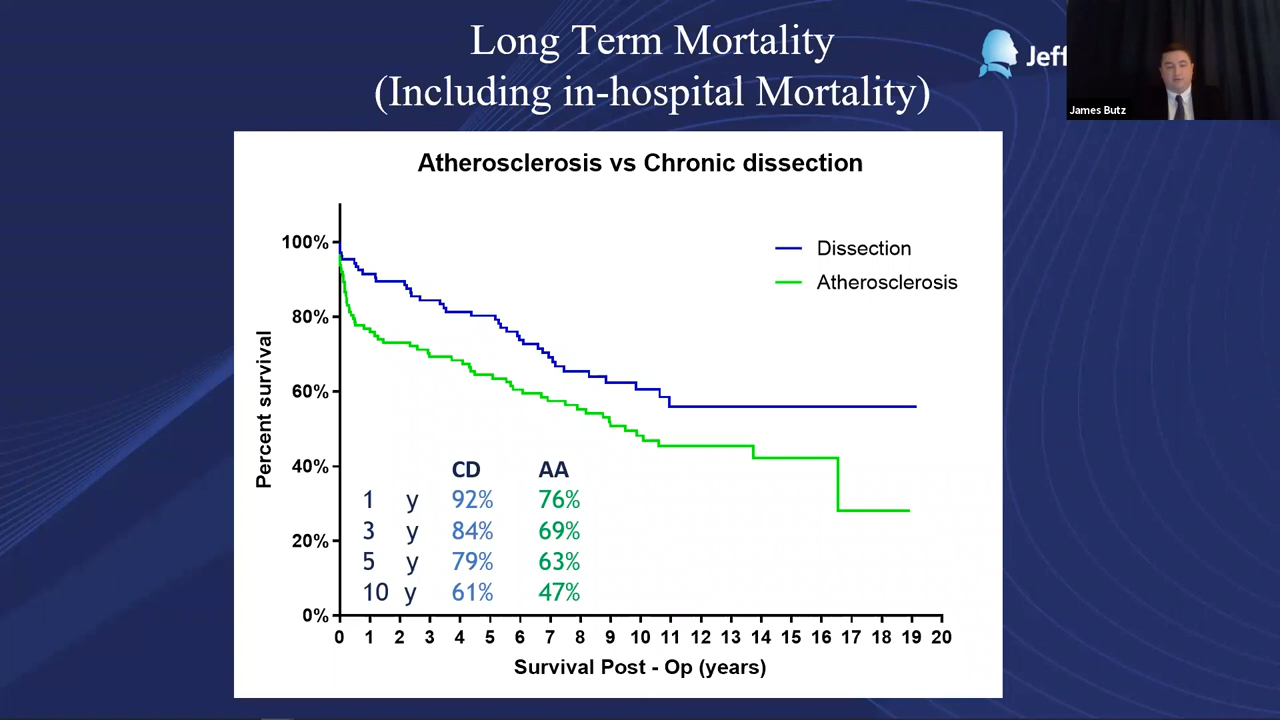 Long Term Mortality
(Including in-hospital Mortality)
Jeff
James Butz
Atherosclerosis vs Chronic dissection
Percent survival
100%
80%
60%
40%
20%
0%
Dissection
Atherosclerosis
CD AA
1 y 92% 76%
3 y 84% 69%
5 y 79% 63%
10 y 61% 47%
0 1 2 3 4 5 6 7 8 9 10 11 12 13 14 15 16 17 18 19 20
Survival Post - Op (years)